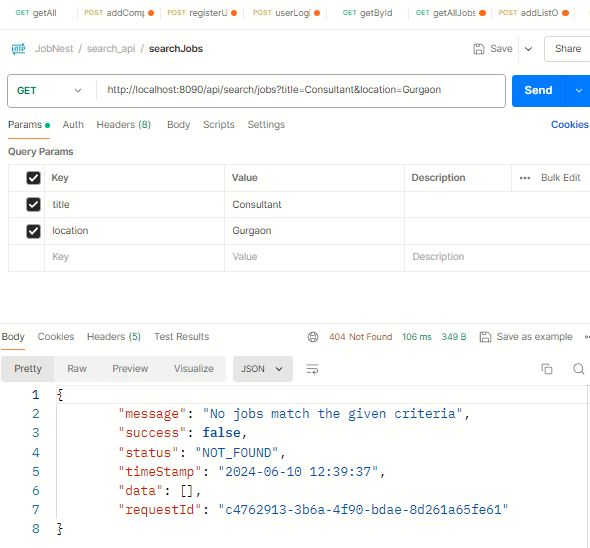 GET getAll POST addComp POST registerU POST userLogi GET getById GET getAllJobs POST addListO
HTTP JobNest / search_api / searchJobs Save Share
GET http://localhost:8090/api/search/jobs?title=Consultant&location=Gurgaon Send
Params Auth Headers (8) Body Scripts Settings Cookies
Query Params
Key Value Description ••• Bulk Edit
title Consultant
location Gurgaon
Key Value Description
Body Cookies Headers (5) Test Results 404 Not Found 106 ms 349 B Save as example
Pretty Raw Preview Visualize JSON
1 {
2 "message": "No jobs match the given criteria",
3 "success": false,
4 "status": "NOT_FOUND",
5 "timeStamp": "2024-06-10 12:39:37",
6 "data": [],
7 "requestId": "c4762913-3b6a-4f90-bdae-8d261a65fe61"
8 }